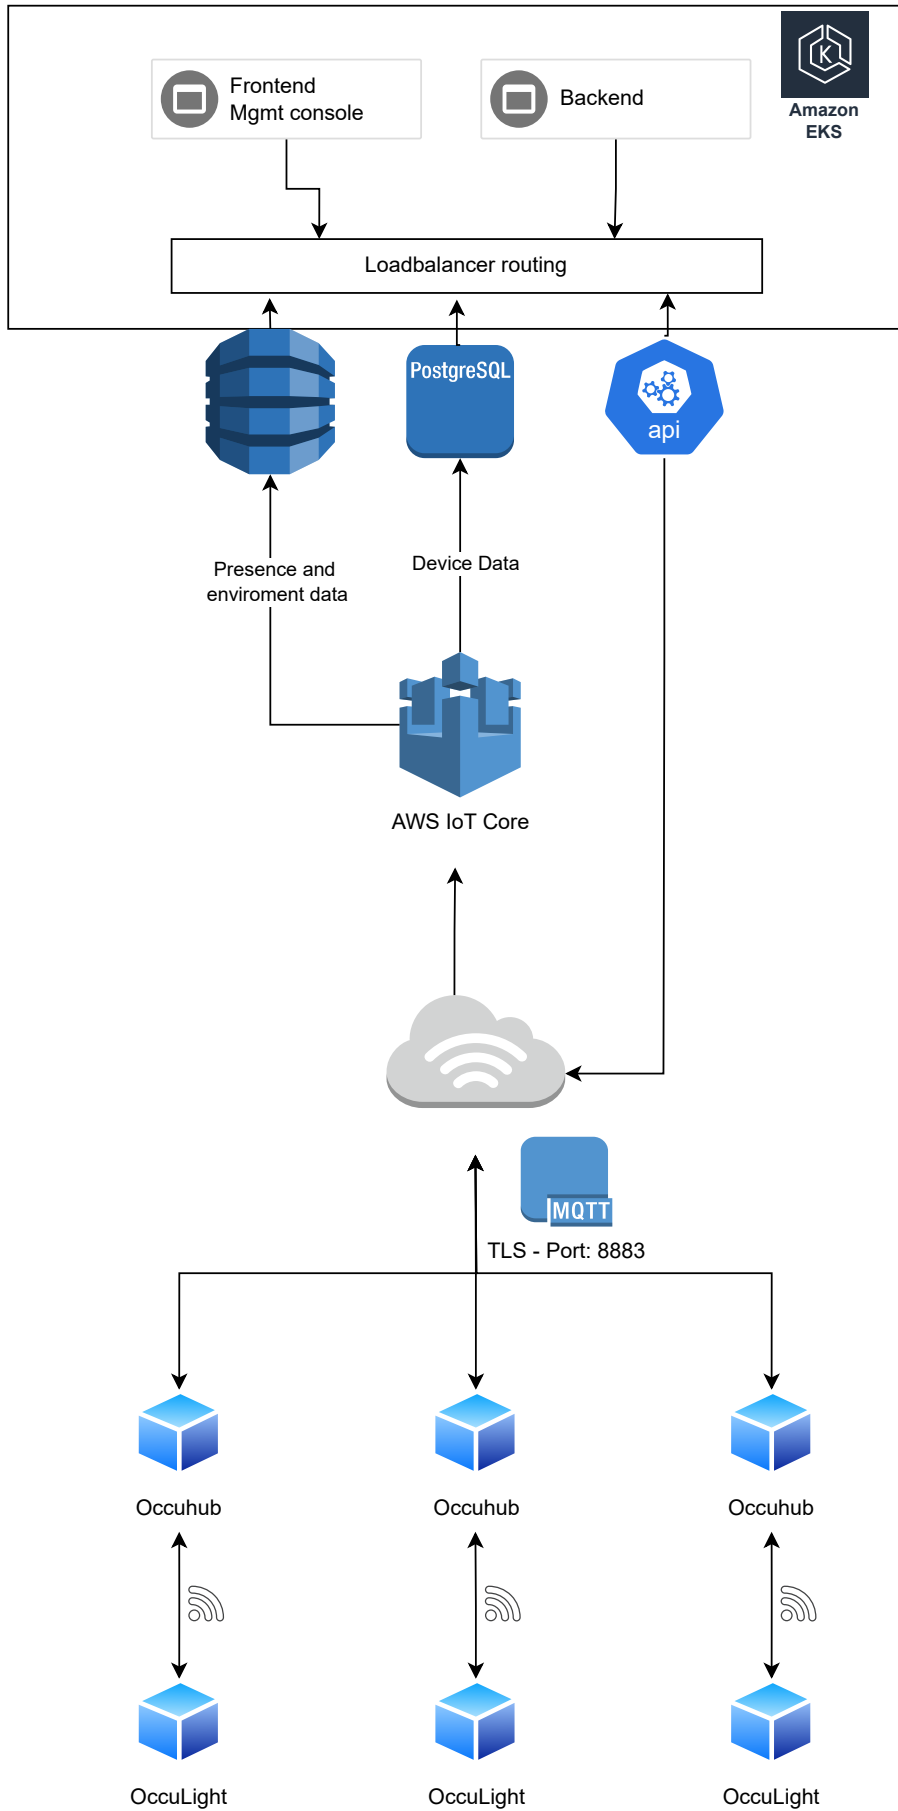 Frontend
Mgmt console
Backend
K
Amazon
EKS
Loadbalancer routing
PostgreSQL
api
Presence and
enviroment data
Device Data
AWS IoT Core
MQTT
TLS - Port: 8883
Occuhub
Occuhub
Occuhub
OccuLight
OccuLight
OccuLight